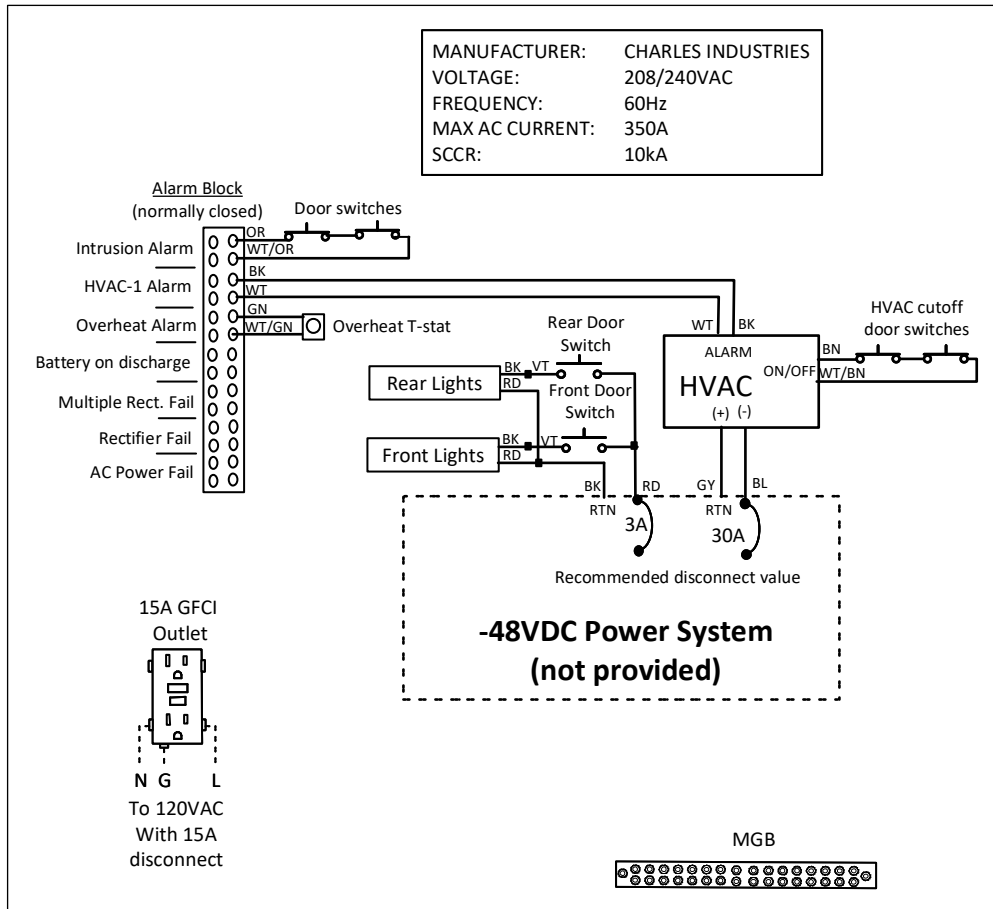 MANUFACTURER: CHARLES INDUSTRIES
VOLTAGE: 208/240VAC
FREQUENCY: 60Hz
MAX AC CURRENT: 350A
SCCR: 10kA
Alarm Block
(normally closed)
Intrusion Alarm
HVAC-1 Alarm
Overheat Alarm
Battery on discharge
Multiple Rect. Fail
Rectifier Fail
AC Power Fail
Door switches
OR
WT/OR
BK
WT
GN
WT/GN
Overheat T-stat
Rear Door
Switch
BK
VT
RD
Rear Lights
Front Door
Switch
BK
VT
RD
Front Lights
WT
BK
ALARM
HVAC
ON/OFF
(+)
(-)
HVAC cutoff
door switches
BN
WT/BN
BK
RD
GY
BL
RTN
3A
RTN
30A
Recommended disconnect value
-48VDC Power System
(not provided)
15A GFCI
Outlet
N G L
To 120VAC
With 15A
disconnect
MGB